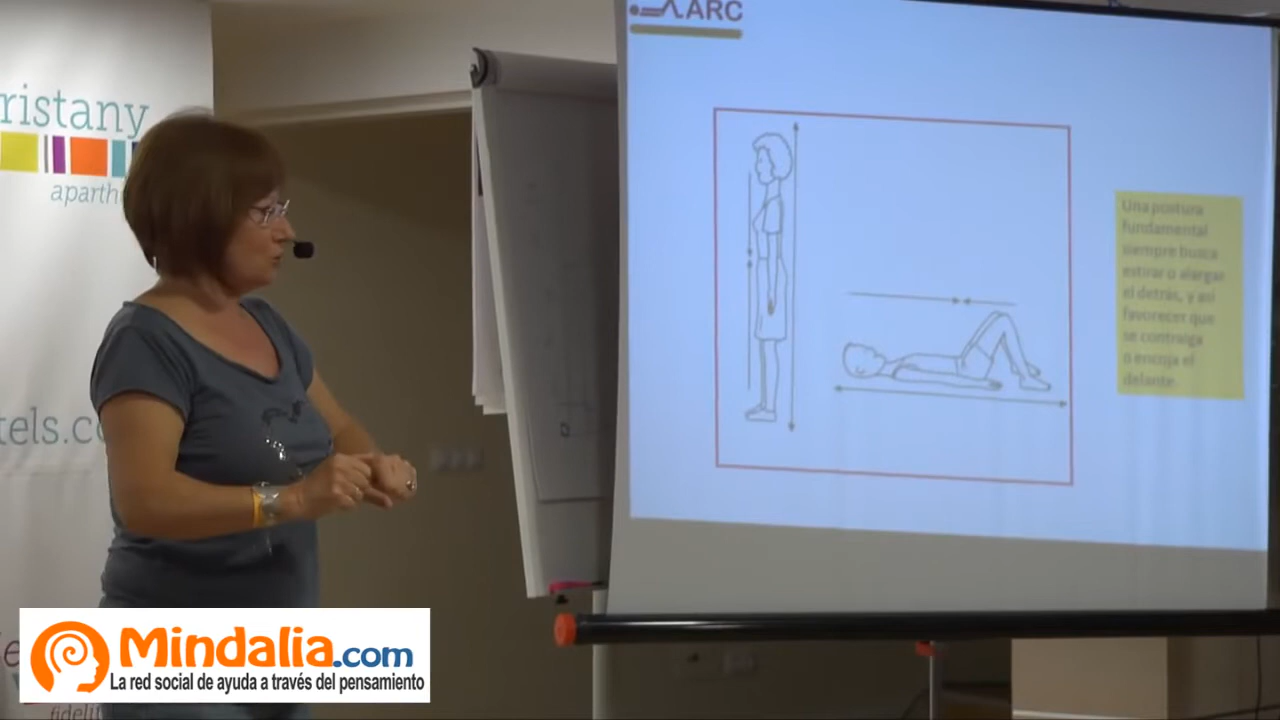 ristany
aparth
tels.c
fidelit
ARC
Una postura
fundamental
siempre busca
estirar o alargar
el detrás, y así
favorecer que
se contraiga
o encoja el
delante.
Mindalia.com
La red social de ayuda a través del pensamiento